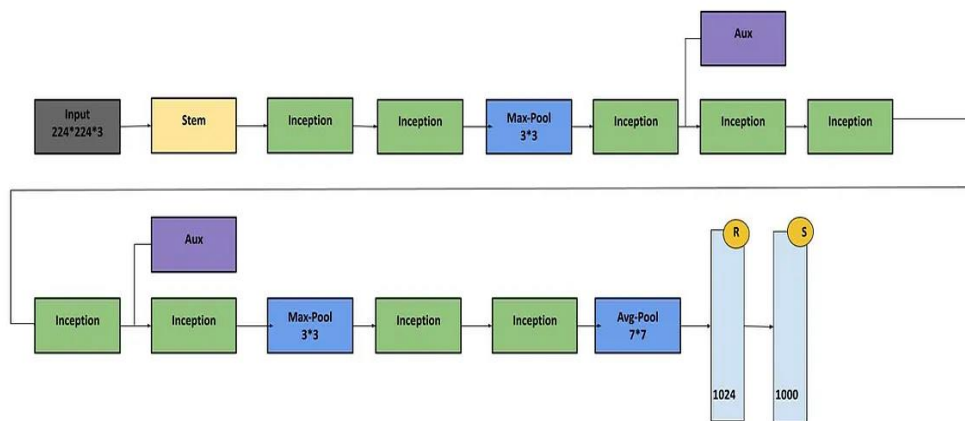 Aux
Input
224*224*3
Stem
Inception
Inception
Max-Pool
3*3
Inception
Inception
Inception
Aux
R
S
Inception
Inception
Max-Pool
3*3
Inception
Inception
Avg-Pool
7*7
1024
1000